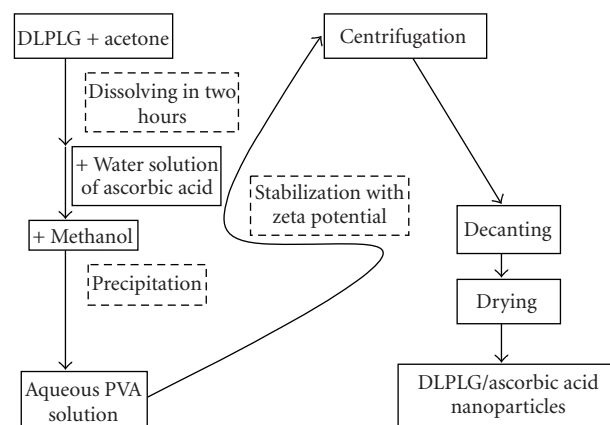 DLPLG + acetone
Dissolving in two
hours
+ Water solution
of ascorbic acid
+ Methanol
Precipitation
Aqueous PVA
solution
Stabilization with
zeta potential
Centrifugation
Decanting
Drying
DLPLG/ascorbic acid
nanoparticles